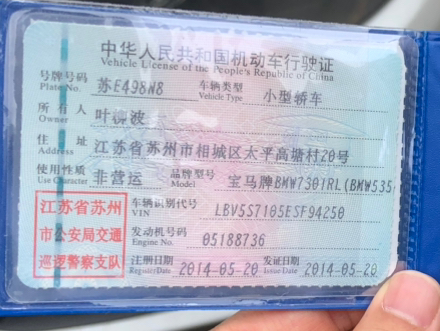 中华人民共和国机动车行驶证
Vehicle License of the People's Republic of China
号牌号码 苏E498W8 车辆类型 小型轿车
Plate No. Vehicle Type
所有人 叶柳波
Owner
住址 江苏省苏州市相城区太平高塘村20号
Address
使用性质 非营运 品牌型号 宝马牌BMW7301RL(BMW535
Use Character Model
江苏省苏州
市公安局交通
巡逻警察支队
车辆识别代号 LBV5S7105ESF94250
VIN
发动机号码 05188736
Engine No.
注册日期 2014-05-20 发证日期 2014-05-20
Register Date Issue Date